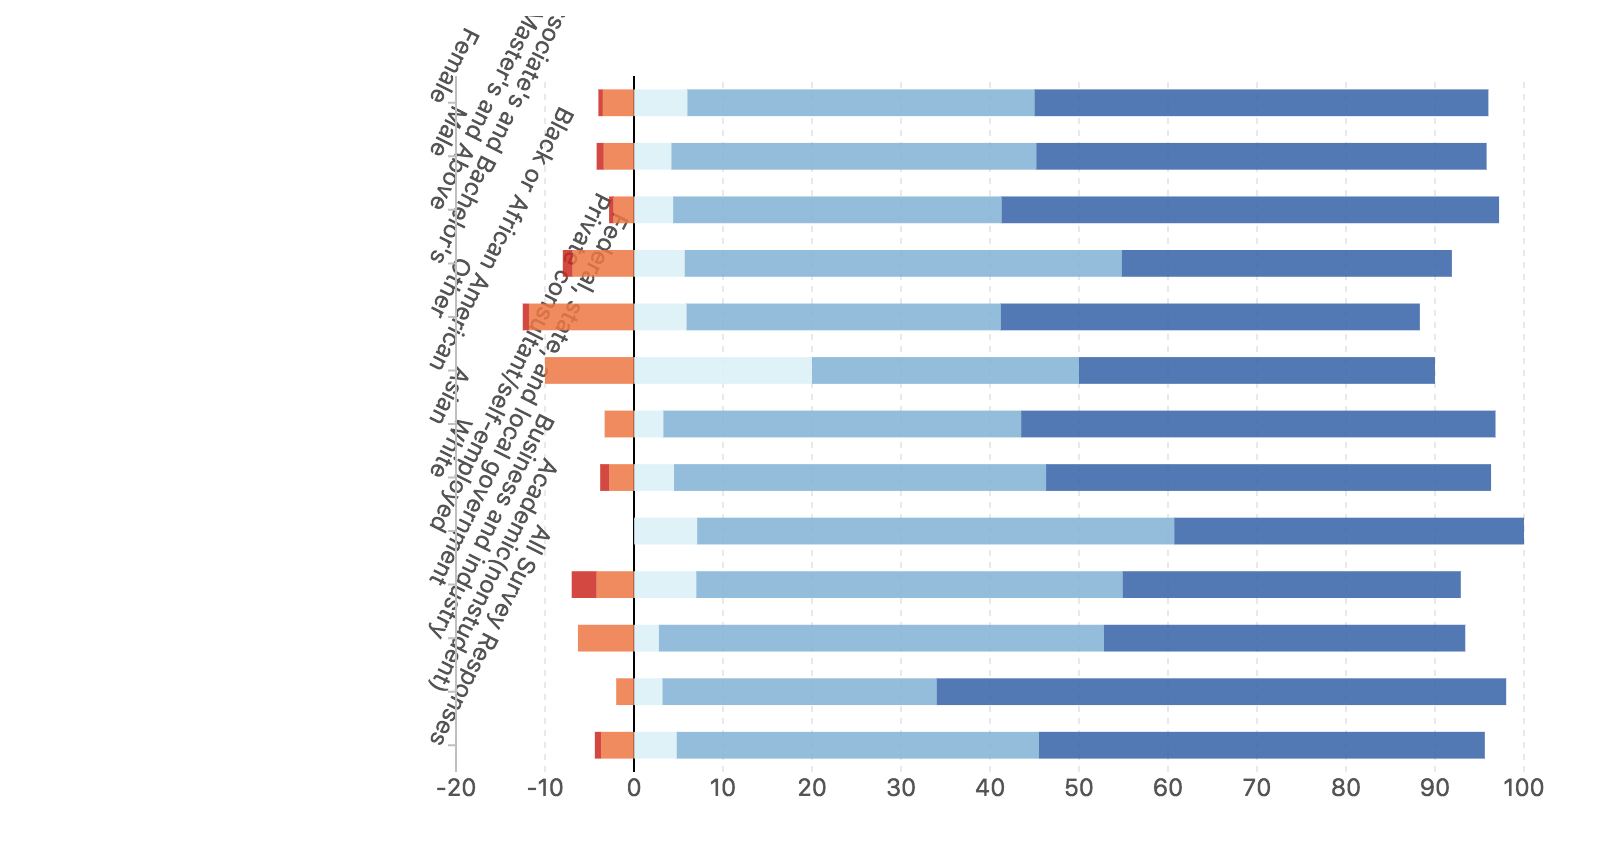 Female
Male
Master's and Above
sociate's and Bachelor's
Other
Black or African American
Asian
White
Private consultant/self-employed
Federal, state, and local government
Business and industry
Academic(nonstudent)
All Survey Responses
-20 -10 0 10 20 30 40 50 60 70 80 90 100